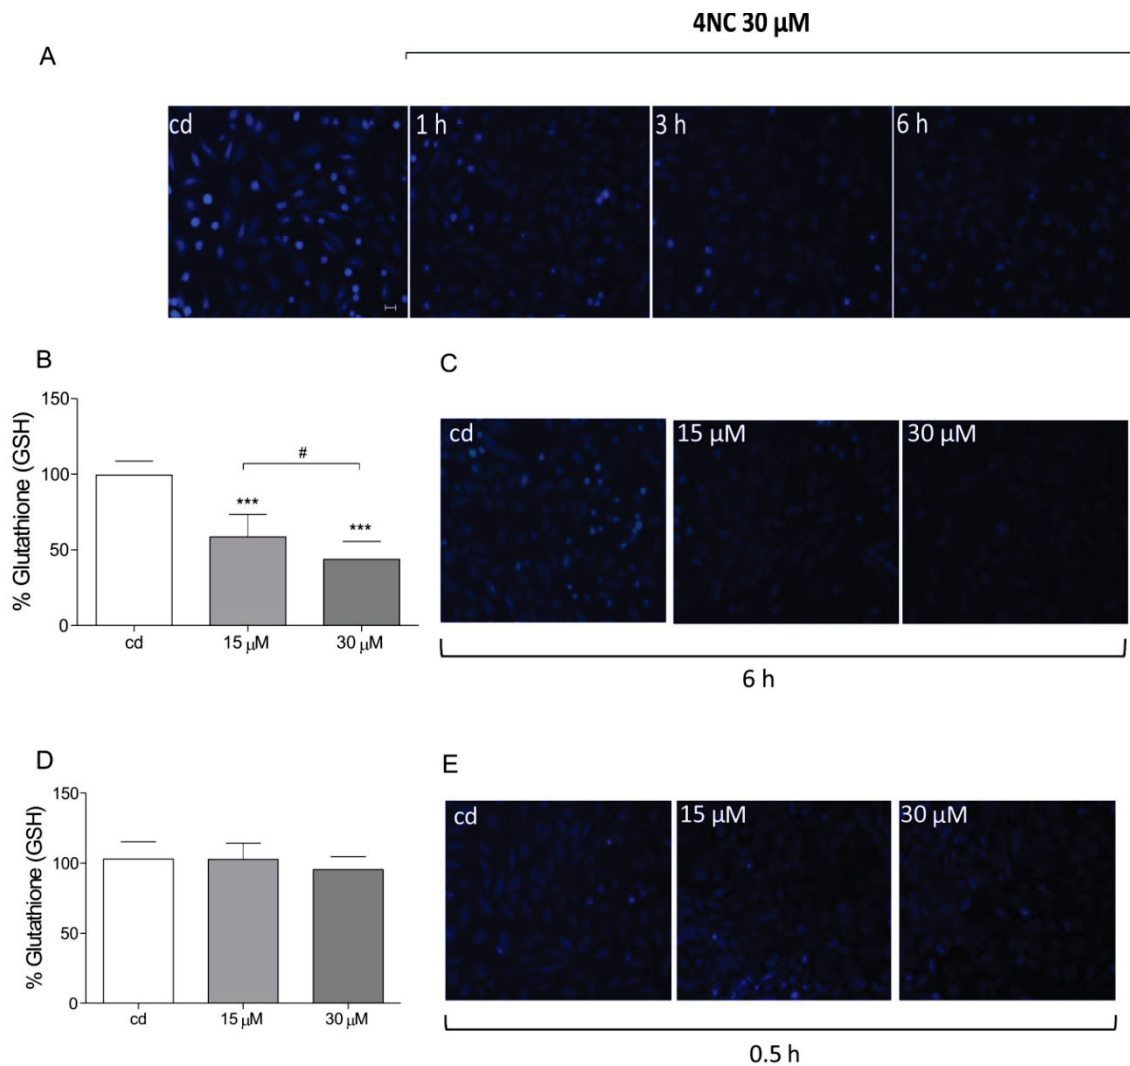 4NC 30 µM
A
cd
1 h
3 h
6 h
B
150
100
50
0
% Glutathione (GSH)
#
***
***
cd
15 µM
30 µM
C
cd
15 µM
30 µM
6 h
D
150
100
50
0
% Glutathione (GSH)
cd
15 µM
30 µM
E
cd
15 µM
30 µM
0.5 h